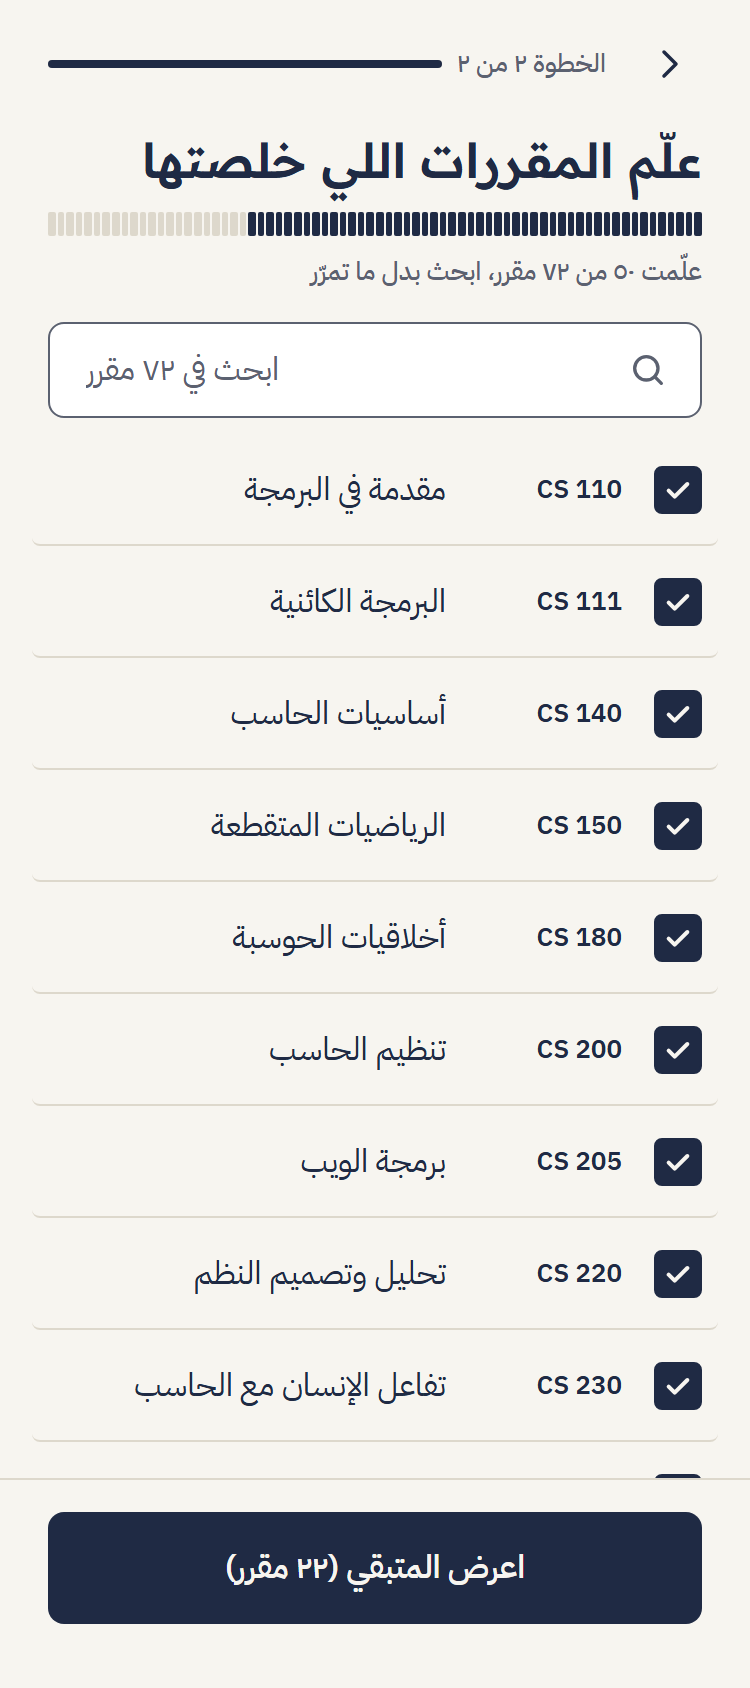 الخطوة ٢ من ٢
علّم المقررات اللي خلصتها
علّمت ٥٠ من ٧٢ مقرر، ابحث بدل ما تمرّر
ابحث في ٧٢ مقرر
CS 110 مقدمة في البرمجة
CS 111 البرمجة الكائنية
CS 140 أساسيات الحاسب
CS 150 الرياضيات المتقطعة
CS 180 أخلاقيات الحوسبة
CS 200 تنظيم الحاسب
CS 205 برمجة الويب
CS 220 تحليل وتصميم النظم
CS 230 تفاعل الإنسان مع الحاسب
اعرض المتبقي (٢٢ مقرر)